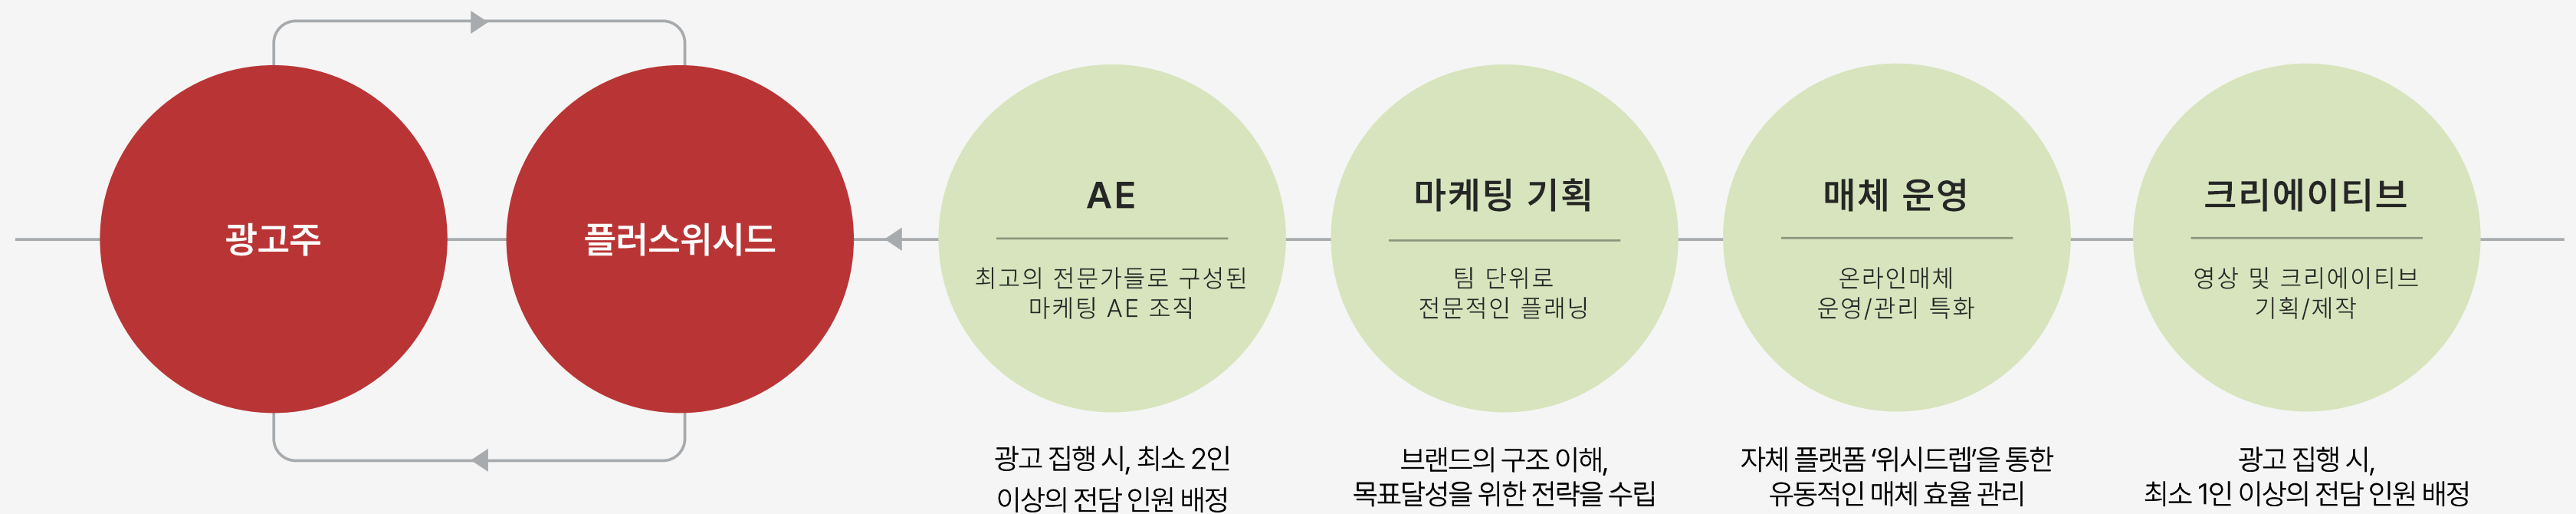 광고주
플러스위시드
AE
최고의 전문가들로 구성된
마케팅 AE 조직
광고 집행 시, 최소 2인
이상의 전담 인원 배정
마케팅 기획
팀 단위로
전문적인 플래닝
브랜드의 구조 이해,
목표달성을 위한 전략을 수립
매체 운영
온라인매체
운영/관리 특화
자체 플랫폼 ‘위시드렙’을 통한
유동적인 매체 효율 관리
크리에이티브
영상 및 크리에이티브
기획/제작
광고 집행 시,
최소 1인 이상의 전담 인원 배정